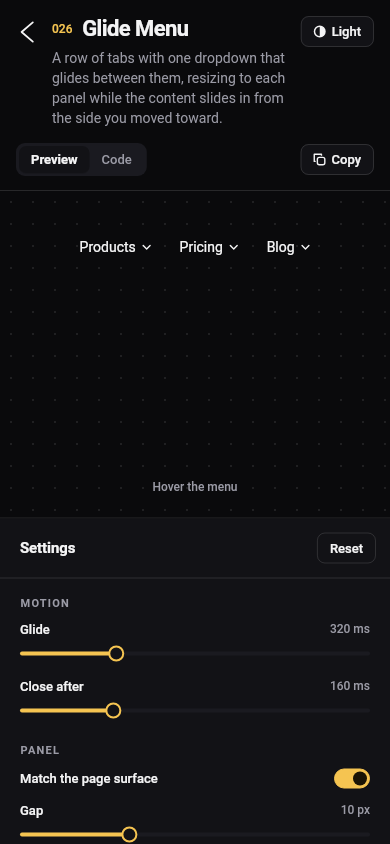 026 Glide Menu
Light
A row of tabs with one dropdown that
glides between them, resizing to each
panel while the content slides in from
the side you moved toward.
Preview Code
Copy
Products Pricing Blog
Hover the menu
Settings
Reset
MOTION
Glide 320 ms
Close after 160 ms
PANEL
Match the page surface
Gap 10 px